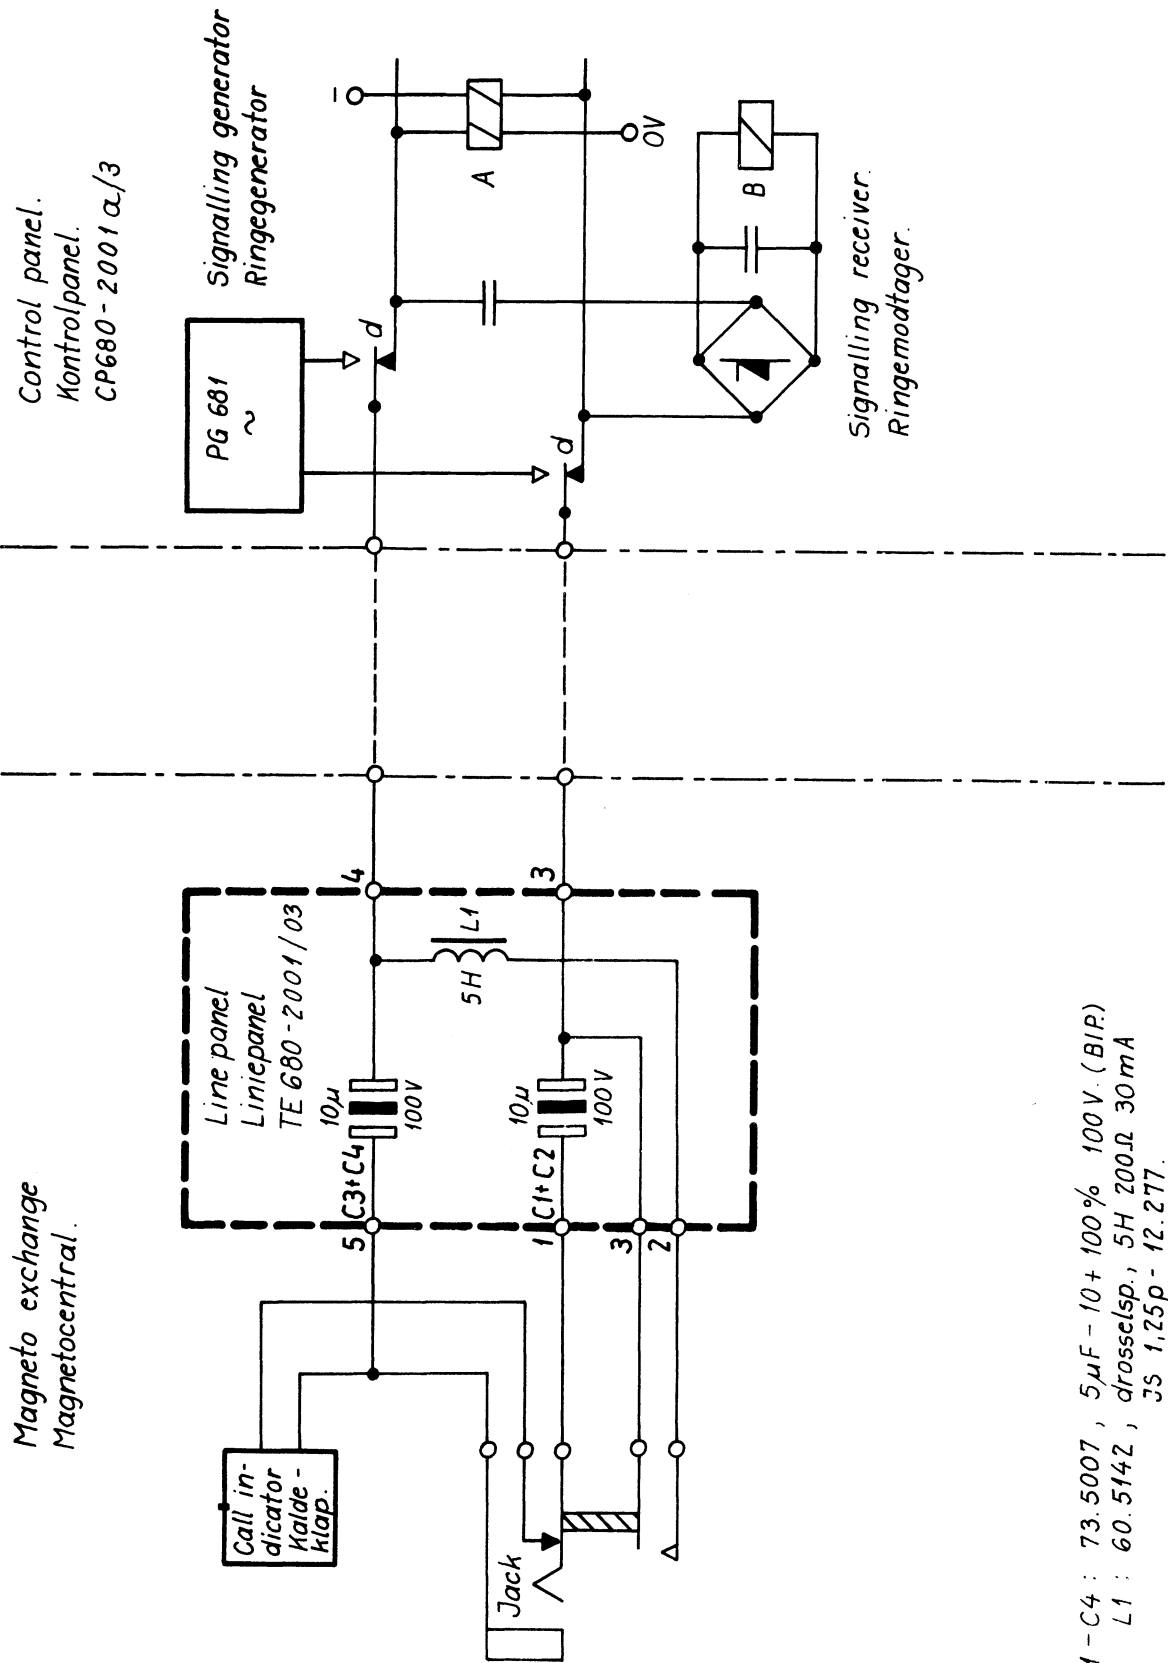 Magneto exchange
Magnetocentral.
Control panel.
Kontrolpanel.
CP680-2001 a/3
Call in-
dicator
Kalde-
klap.
Jack
5
1
3
2
Line panel
Liniepanel
TE 680-2001/03
C3+C4
10µ
100V
C1+C2
10µ
100V
5H
L1
4
3
PG 681
~
Signalling generator
Ringegenerator
d
d
-
A
0V
B
Signalling receiver.
Ringemodtager.
-C4 : 73.5007 , 5µF -10+100% 100V. (BIP.)
L1 : 60.5142 , drosselsp., 5H 200Ω 30mA
JS 1,25p - 12.277.